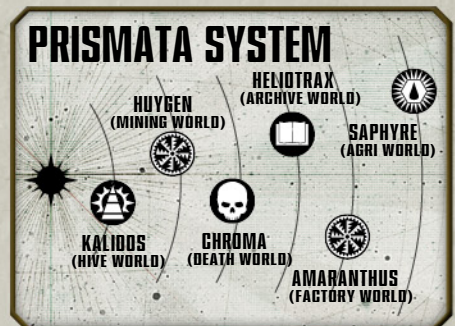 PRISMATA SYSTEM
HELIOTRAX
(ARCHIVE WORLD)
HUYGEN
(MINING WORLD)
SAPHYRE
(AGRI WORLD)
KALIDOS
(HIVE WORLD)
CHROMA
(DEATH WORLD)
AMARANTHUS
(FACTORY WORLD)